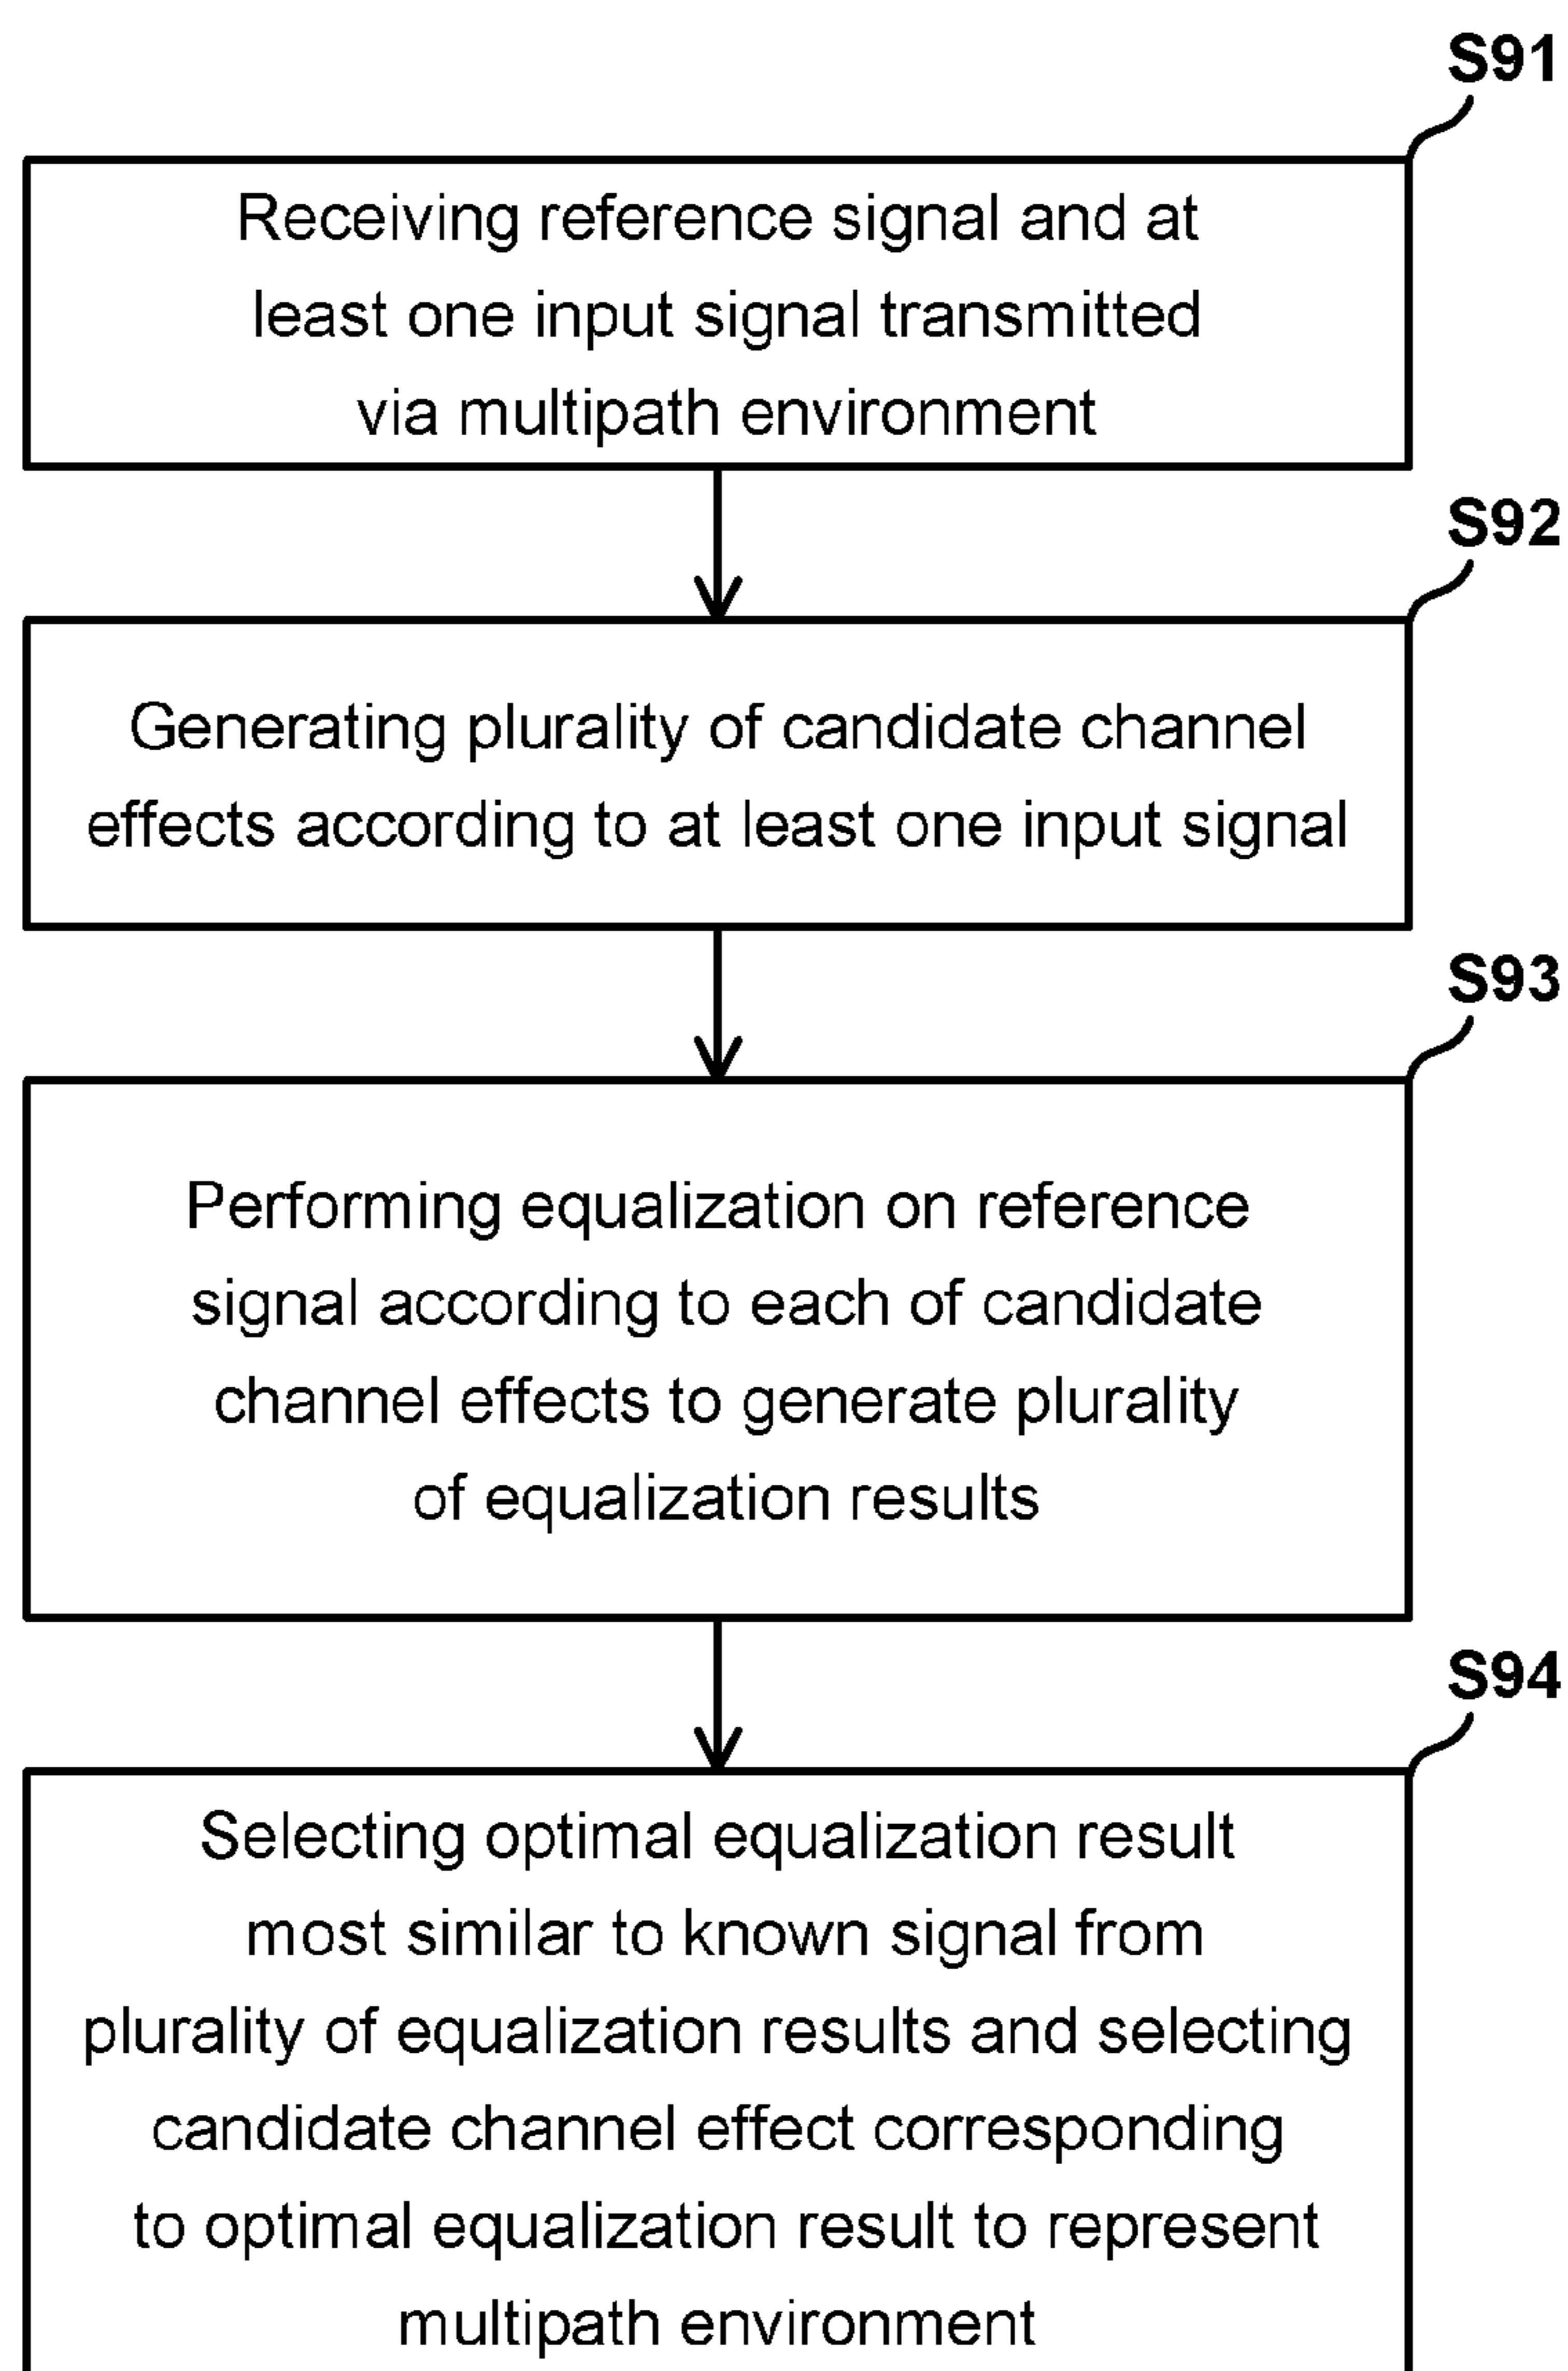 S91
Receiving reference signal and at
least one input signal transmitted
via multipath environment
S92
Generating plurality of candidate channel
effects according to at least one input signal
S93
Performing equalization on reference
signal according to each of candidate
channel effects to generate plurality
of equalization results
S94
Selecting optimal equalization result
most similar to known signal from
plurality of equalization results and selecting
candidate channel effect corresponding
to optimal equalization result to represent
multipath environment